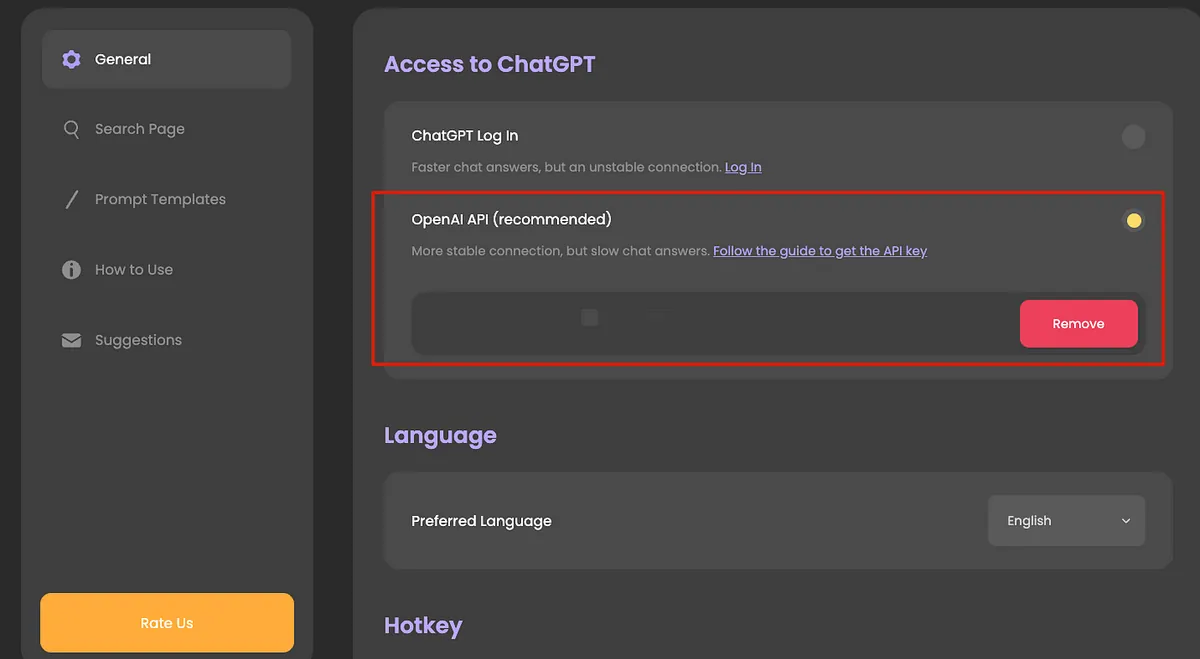 General
Search Page
Prompt Templates
How to Use
Suggestions
Rate Us
Access to ChatGPT
ChatGPT Log In
Faster chat answers, but an unstable connection. Log In
OpenAI API (recommended)
More stable connection, but slow chat answers. Follow the guide to get the API key
Remove
Language
Preferred Language
English
Hotkey